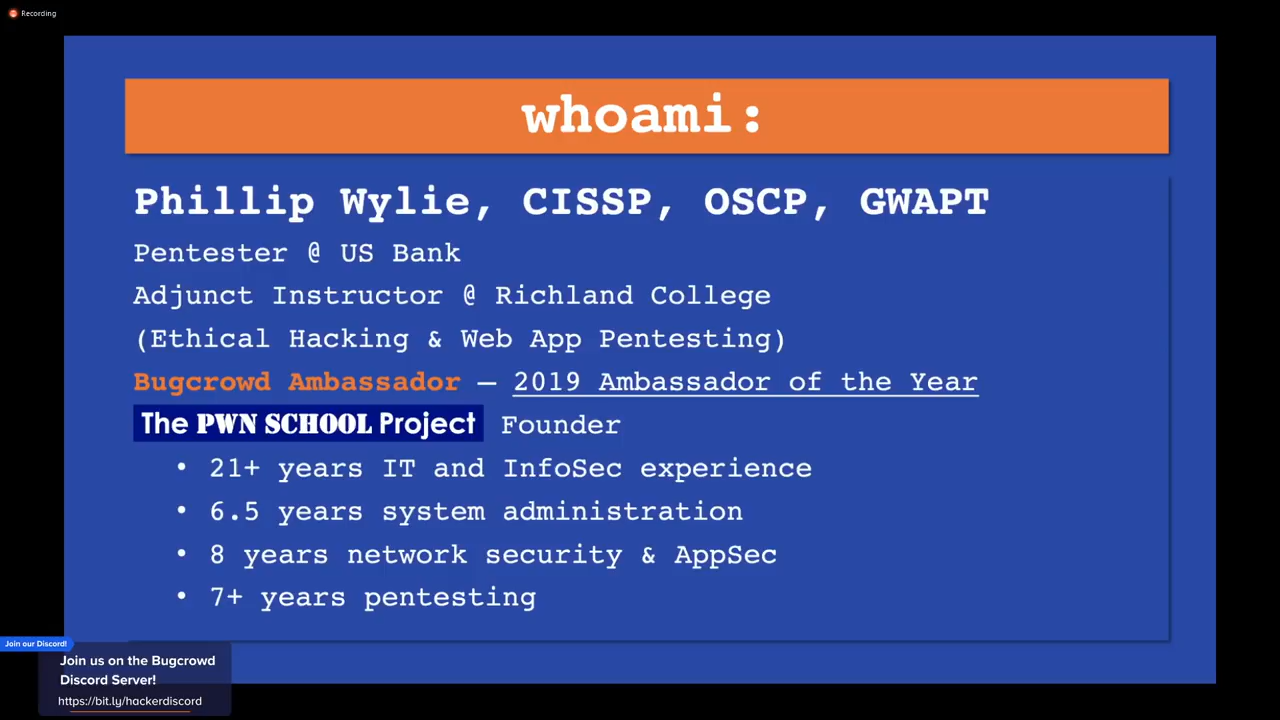 Recording
whoami:
Phillip Wylie, CISSP, OSCP, GWAPT
Pentester @ US Bank
Adjunct Instructor @ Richland College
(Ethical Hacking & Web App Pentesting)
Bugcrowd Ambassador – 2019 Ambassador of the Year
The PWN SCHOOL Project Founder
• 21+ years IT and InfoSec experience
• 6.5 years system administration
• 8 years network security & AppSec
• 7+ years pentesting
Join our Discord!
Join us on the Bugcrowd
Discord Server!
https://bit.ly/hackerdiscord